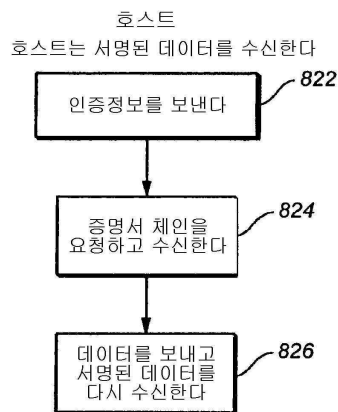 호스트
호스트는 서명된 데이터를 수신한다
822
인증정보를 보낸다
824
증명서 체인을
요청하고 수신한다
826
데이터를 보내고
서명된 데이터를
다시 수신한다